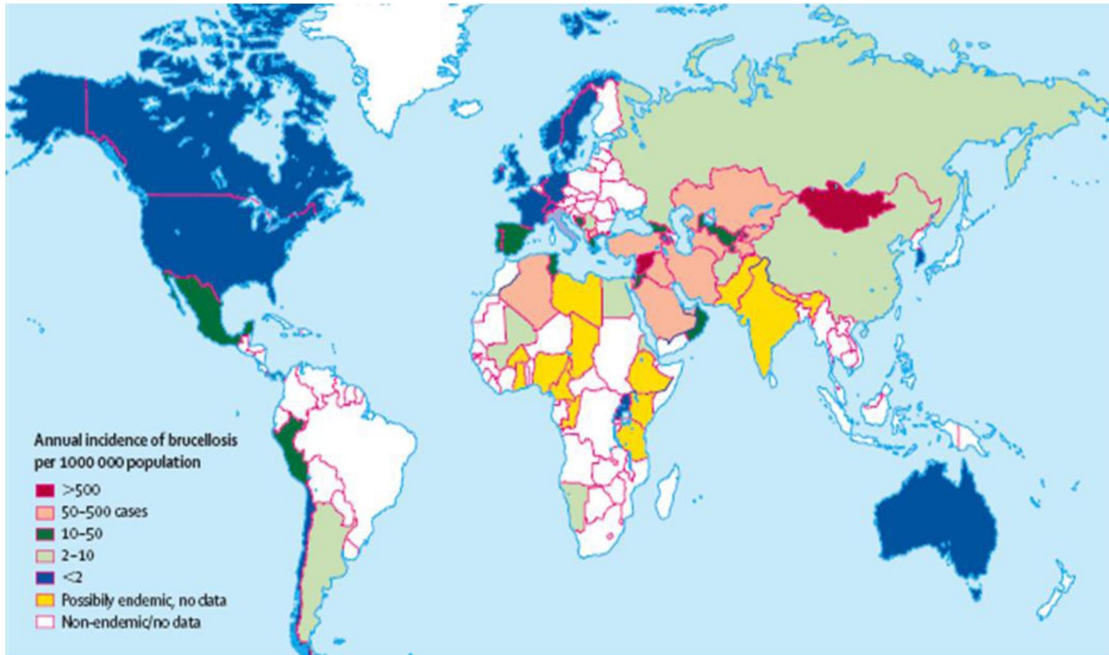 Annual incidence of brucellosis
per 1000 000 population
>500
50–500 cases
10–50
2–10
<2
Possibily endemic, no data
Non-endemic/no data